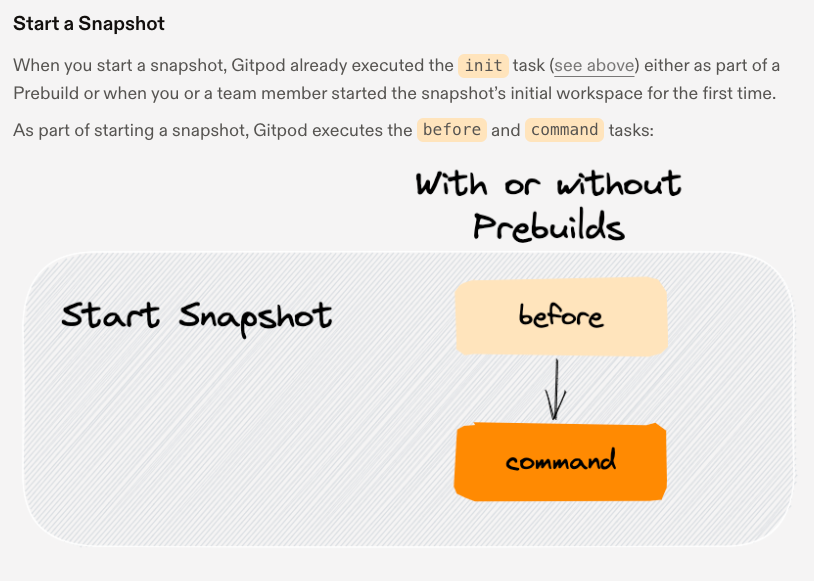 Start a Snapshot
When you start a snapshot, Gitpod already executed the init task (see above) either as part of a
Prebuild or when you or a team member started the snapshot’s initial workspace for the first time.
As part of starting a snapshot, Gitpod executes the before and command tasks:
With or without
Prebuilds
Start Snapshot
before
command